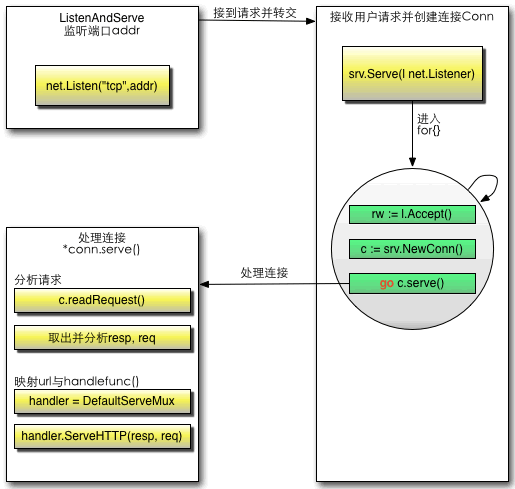 ListenAndServe
监听端口addr
net.Listen("tcp",addr)
接到请求并转交
接收用户请求并创建连接Conn
srv.Serve(l net.Listener)
进入
for{}
rw := l.Accept()
c := srv.NewConn()
go c.serve()
处理连接
处理连接
*conn.serve()
分析请求
c.readRequest()
取出并分析resp, req
映射url与handlefunc()
handler = DefaultServeMux
handler.ServeHTTP(resp, req)